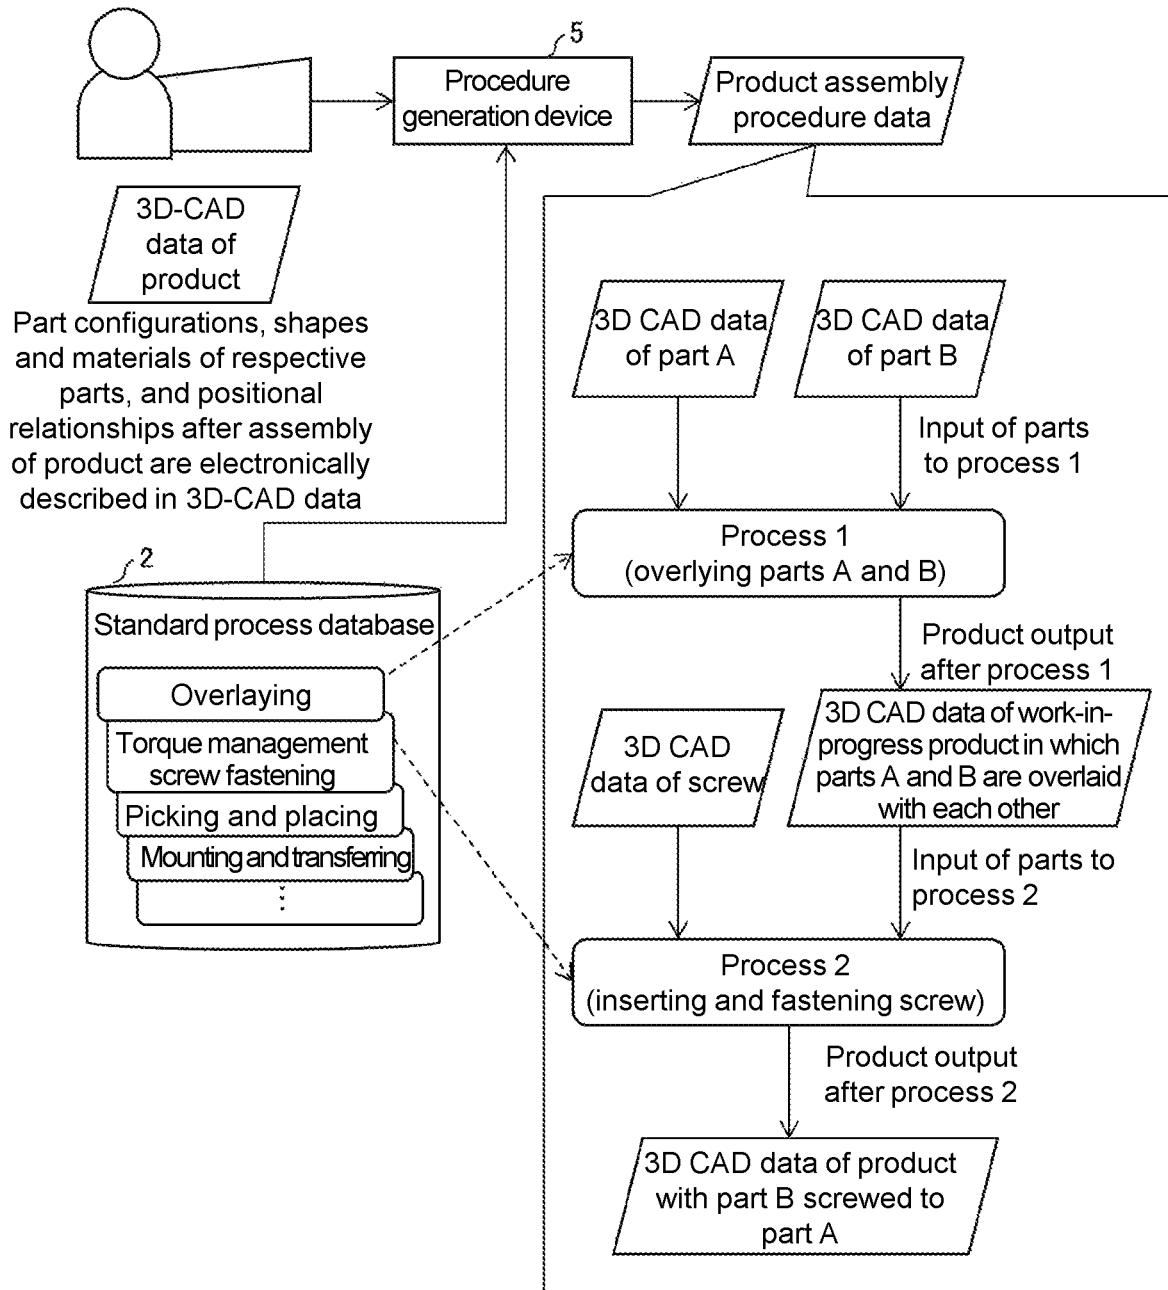 5
Procedure
generation device
Product assembly
procedure data
3D-CAD
data of
product
Part configurations, shapes
and materials of respective
parts, and positional
relationships after assembly
of product are electronically
described in 3D-CAD data
2
Standard process database
Overlaying
Torque management
screw fastening
Picking and placing
Mounting and transferring
⋮
3D CAD data
of part A
3D CAD data
of part B
Input of parts
to process 1
Process 1
(overlying parts A and B)
Product output
after process 1
3D CAD
data of screw
3D CAD data of work-in-
progress product in which
parts A and B are overlaid
with each other
Input of parts to
process 2
Process 2
(inserting and fastening screw)
Product output
after process 2
3D CAD data of product
with part B screwed to
part A